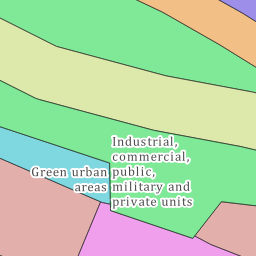 Industrial,
commercial,
public,
military and
private units
Green urban
areas